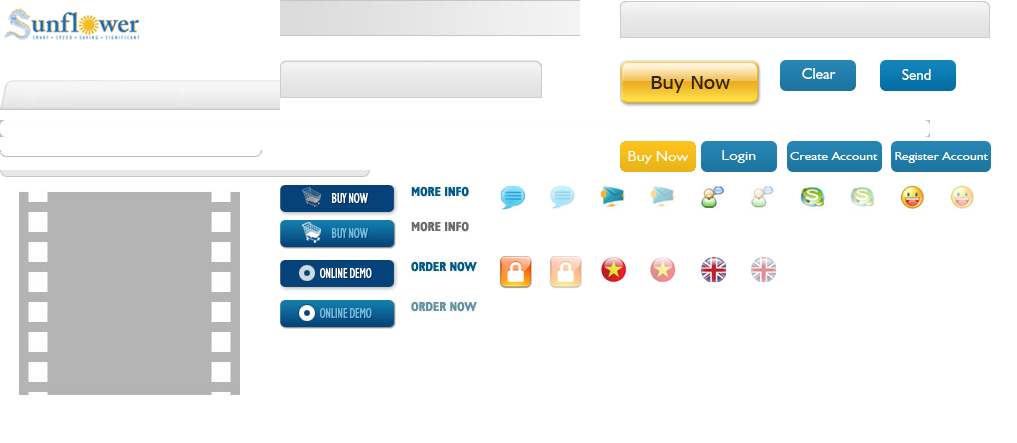 Sunflower
SMART • SPEED • SAVING • SIGNIFICANT
Buy Now
Clear
Send
Buy Now
Login
Create Account
Register Account
BUY NOW
MORE INFO
BUY NOW
MORE INFO
ONLINE DEMO
ORDER NOW
ONLINE DEMO
ORDER NOW